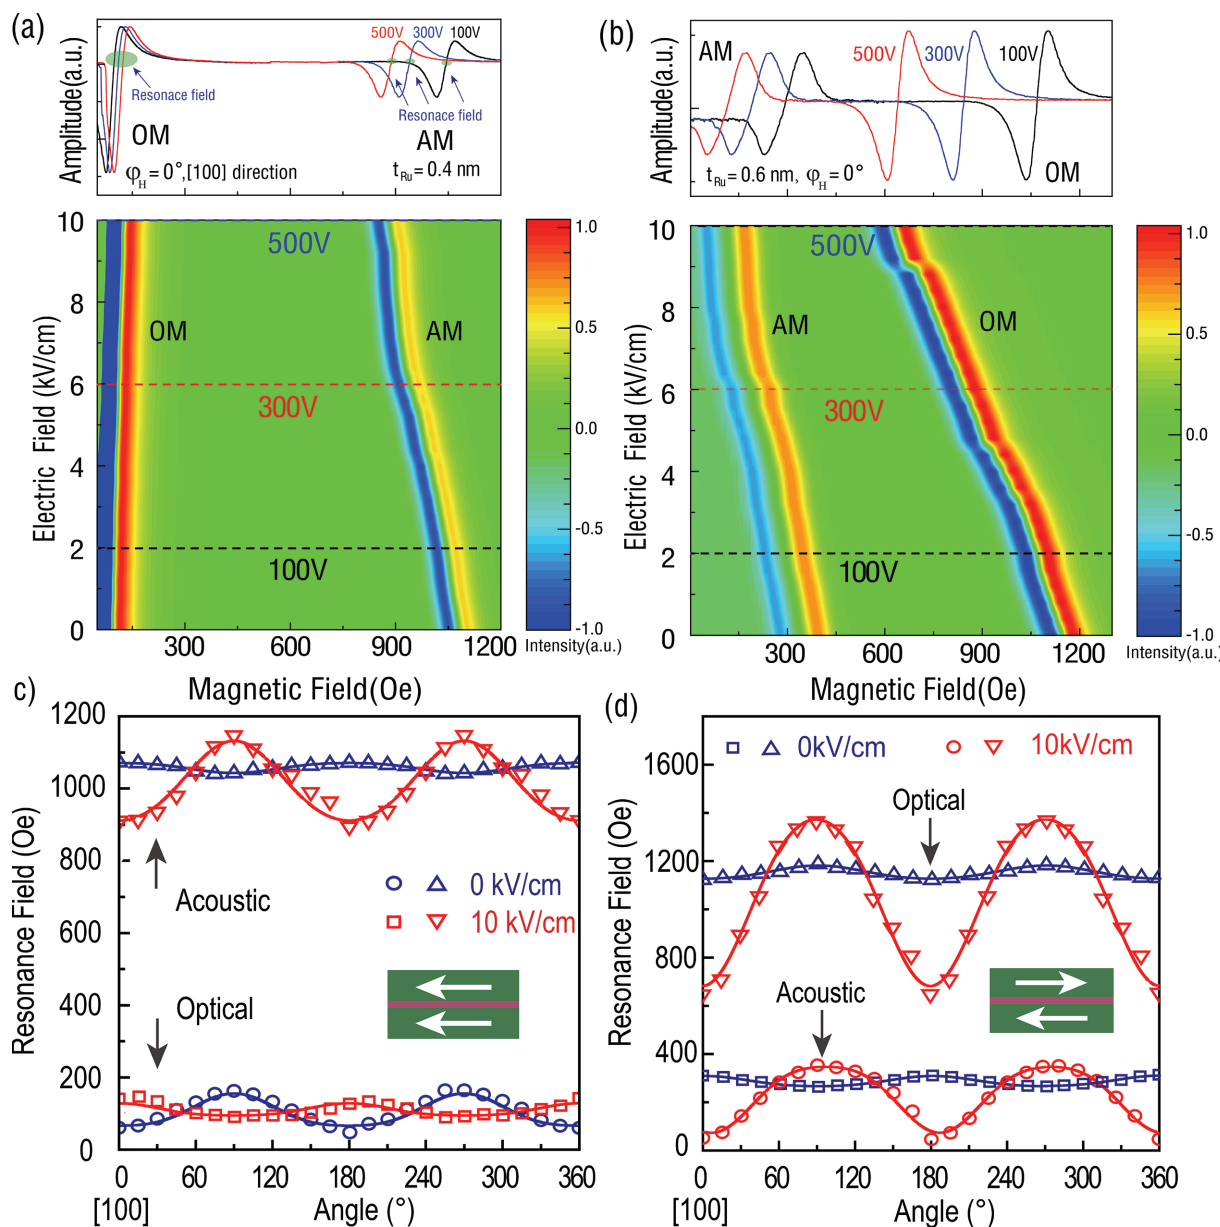 (a)
Amplitude(a.u.)
500V 300V 100V
Resonace field
Resonace field
OM
AM
φH = 0°,[100] direction
tRu = 0.4 nm
10
8
6
4
2
0
Electric Field (kV/cm)
500V
OM
AM
300V
100V
300 600 900 1200
Magnetic Field(Oe)
1.0
0.5
0.0
-0.5
-1.0
Intensity(a.u.)
(b)
Amplitude(a.u.)
AM
500V 300V 100V
OM
tRu = 0.6 nm, φH = 0°
10
8
6
4
2
0
Electric Field (kV/cm)
500V
AM
OM
300V
100V
300 600 900 1200
Magnetic Field(Oe)
1.0
0.5
0.0
-0.5
-1.0
Intensity(a.u.)
c)
1200
1000
800
600
400
200
0
Resonance Field (Oe)
Acoustic
0 kV/cm
10 kV/cm
Optical
0 60 120 180 240 300 360
[100]
Angle (°)
(d)
1600
1200
800
400
0
Resonance Field (Oe)
0kV/cm
10kV/cm
Optical
Acoustic
0 60 120 180 240 300 360
[100]
Angle (°)